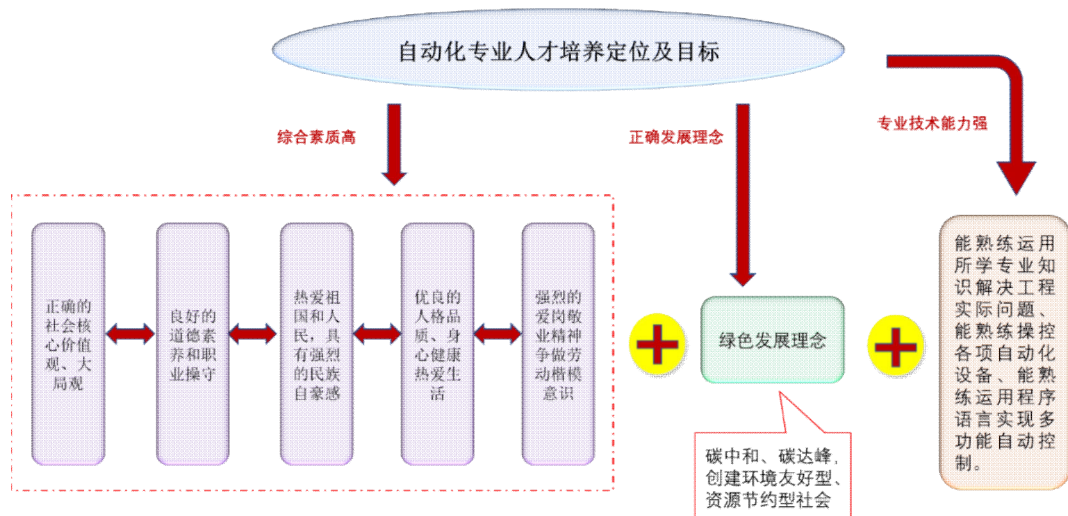 自动化专业人才培养定位及目标
综合素质高
正确发展理念
专业技术能力强
正确的
社会核
心价值
观、大
局观
良好的
道德素
养和职
业操守
热爱祖
国和人
民，具
有强烈
的民族
自豪感
优良的
人格品
质、身
心健康
热爱生
活
强烈的
爱岗敬
业精神
争做劳
动楷模
意识
绿色发展理念
碳中和、碳达峰，
创建环境友好型、
资源节约型社会
能熟练运用
所学专业知
识解决工程
实际问题、
能熟练操控
各项自动化
设备、能熟
练运用程序
语言实现多
功能自动控
制。